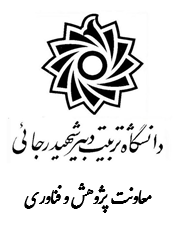 دانشگاه تربیت دبیر شهید رجائی
معاونت پژوهش و فناوری